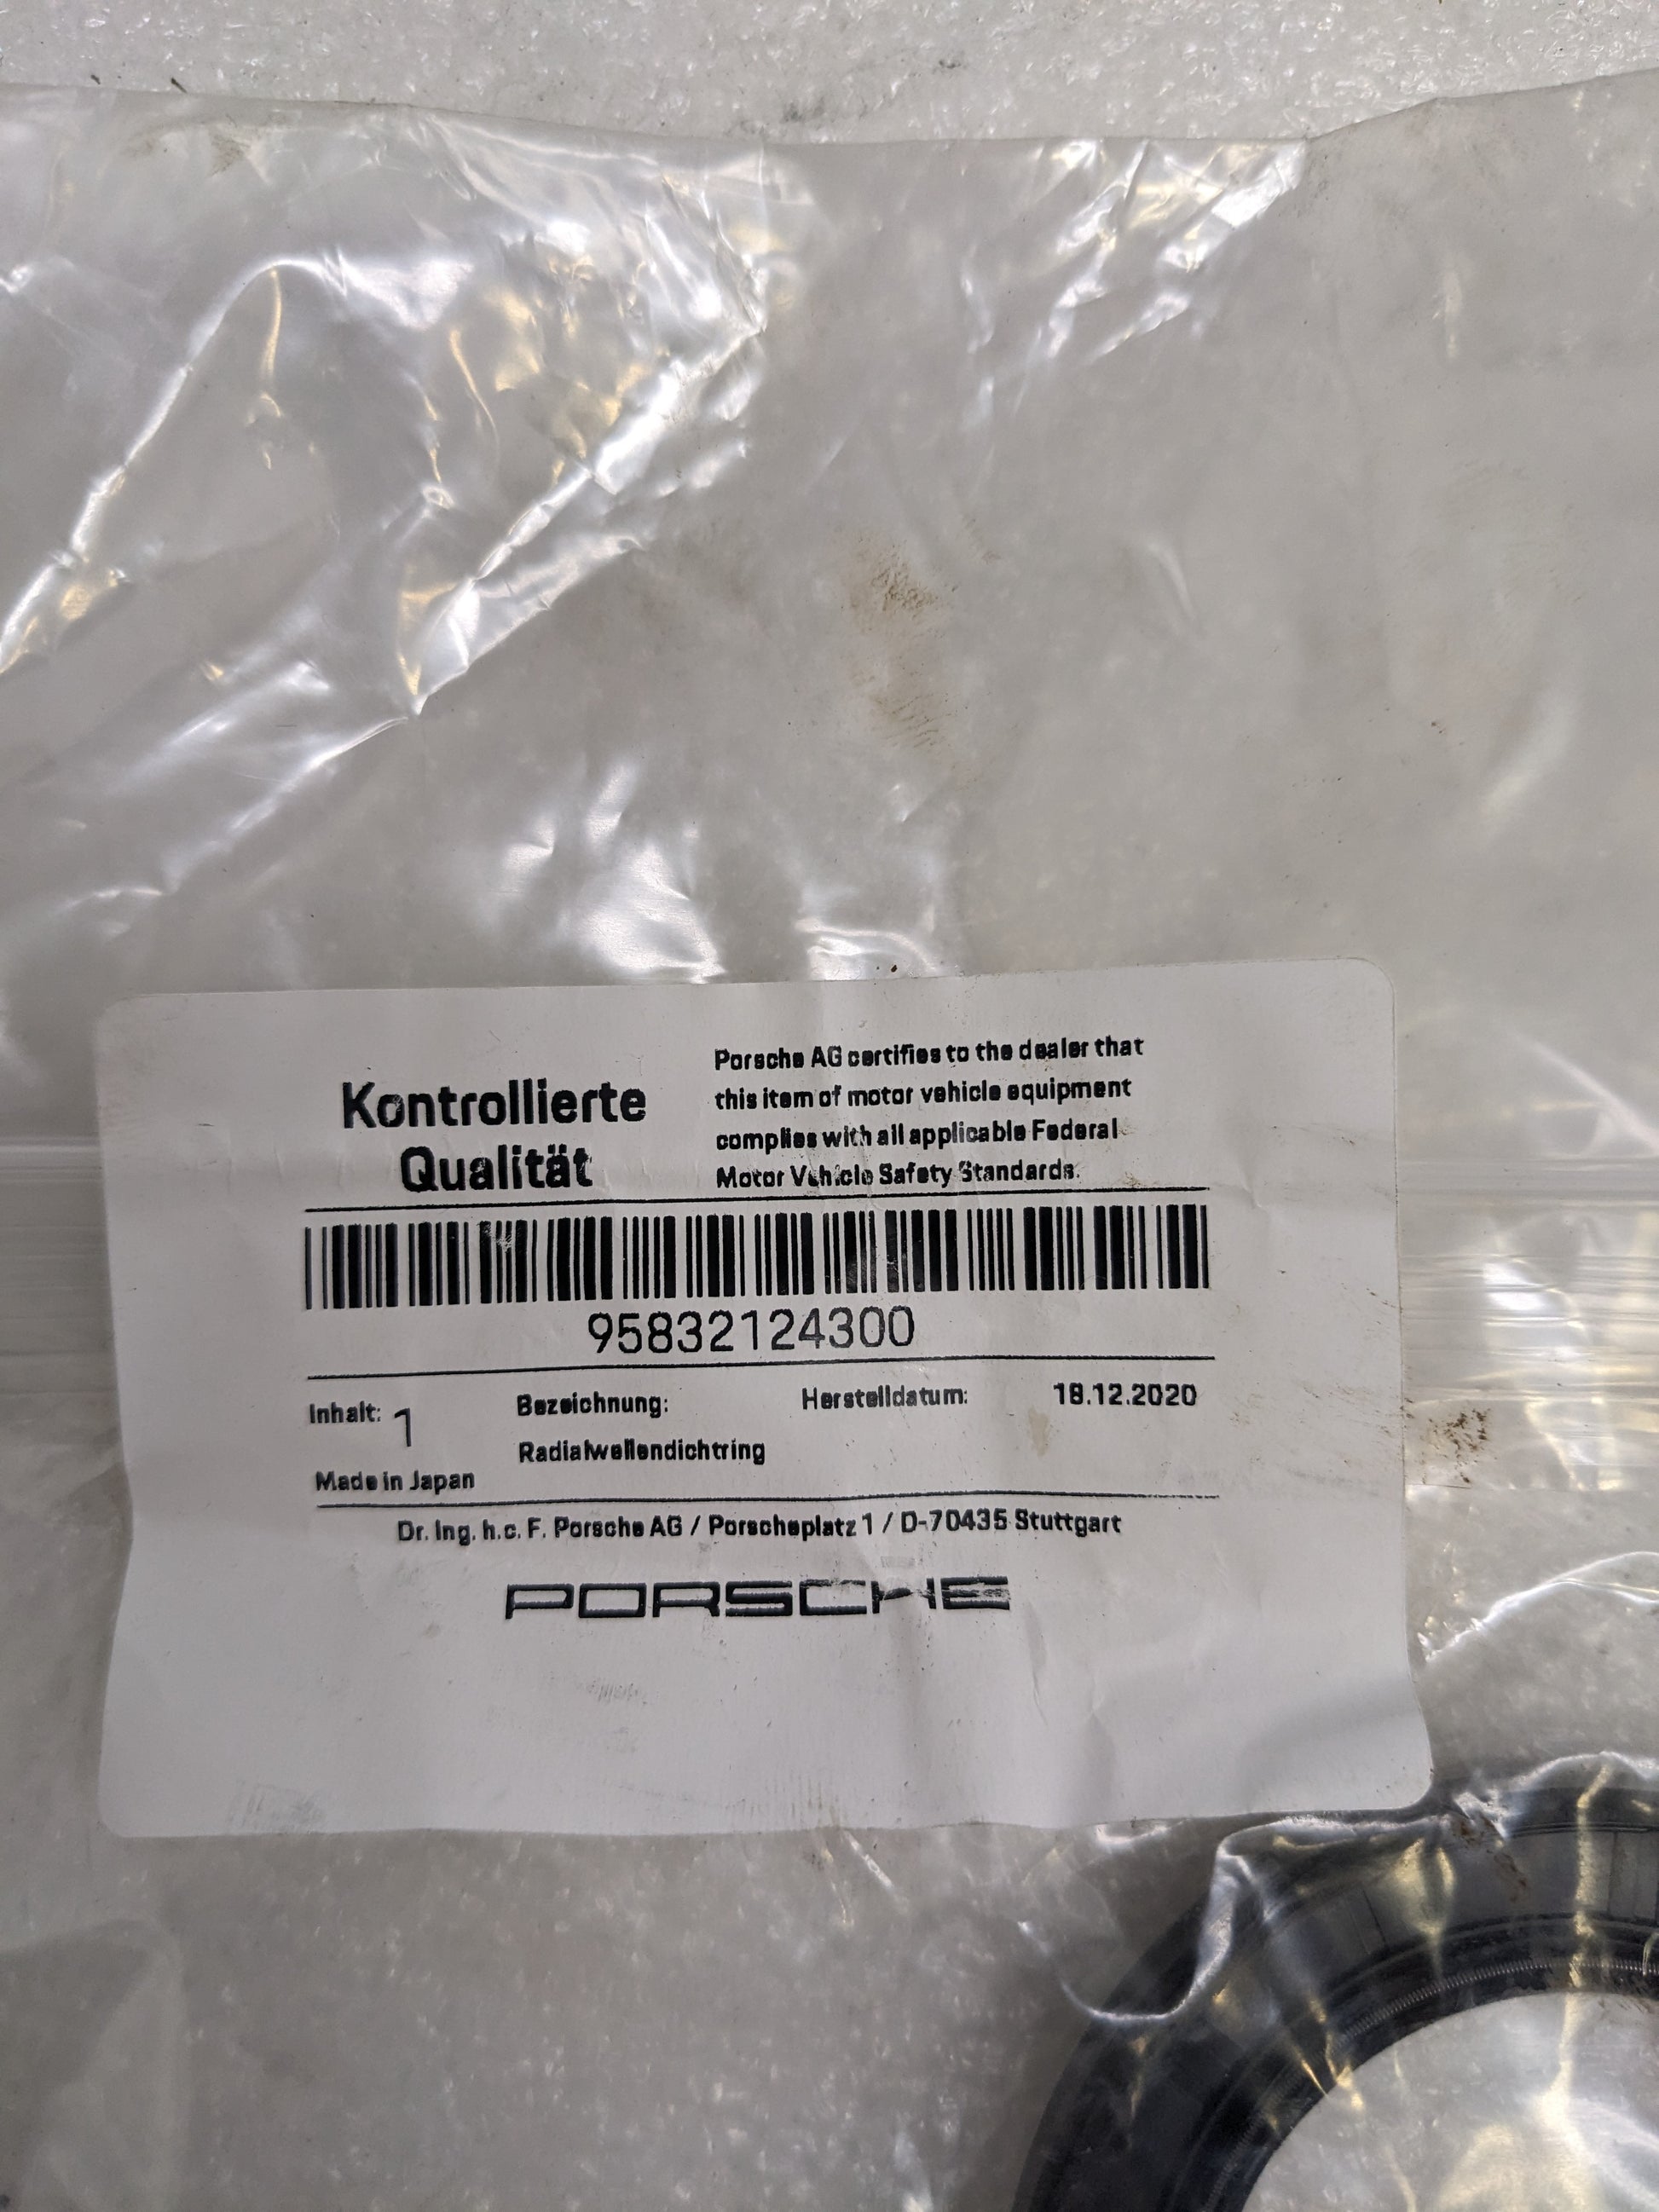 Kontrollierte
Qualität
Porsche AG certifies to the dealer that
this item of motor vehicle equipment
complies with all applicable Federal
Motor Vehicle Safety Standards.
95832124300
Inhalt: 1
Bezeichnung:
Herstelldatum: 18.12.2020
Radialwellendichtring
Made in Japan
Dr. Ing. h.c. F. Porsche AG / Porscheplatz 1 / D-70435 Stuttgart
PORSCHE